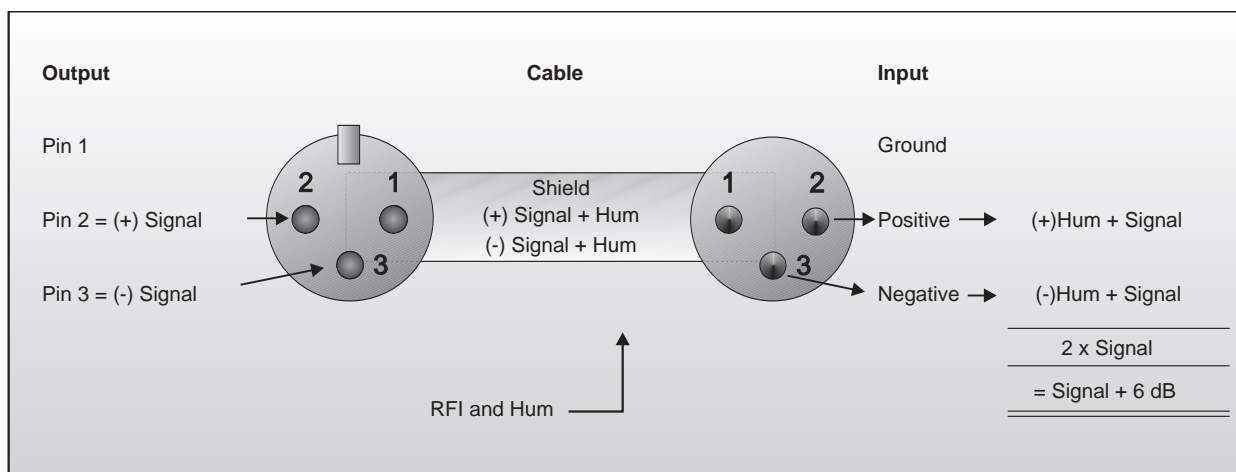 Output
Cable
Input
Pin 1
Ground
2 1
Shield
1 2
Pin 2 = (+) Signal
(+) Signal + Hum
Positive
(+)Hum + Signal
(-) Signal + Hum
3
3
Pin 3 = (-) Signal
Negative
(-)Hum + Signal
2 x Signal
= Signal + 6 dB
RFI and Hum